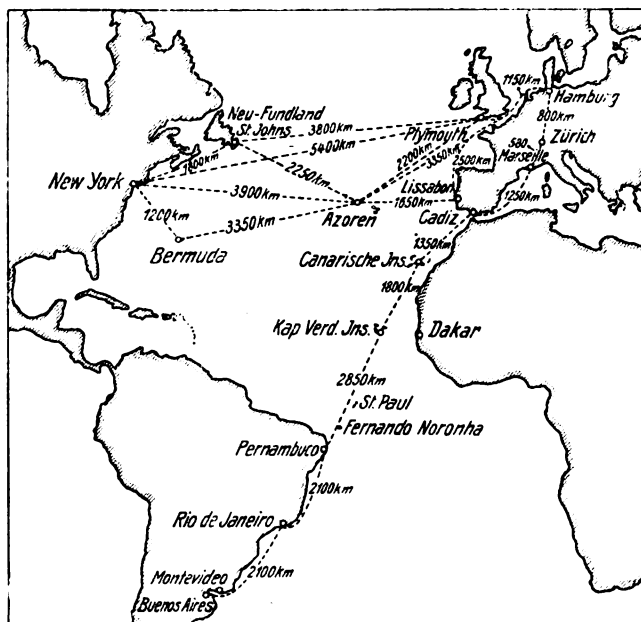 1150km
Hamburg
Neu-Fundland
St. Johns
3800km
Plymouth
800km
Zürich
5400km
1800km
2200km
3350km
580
Marseille
2500km
New York
2250km
3900km
Lissabon
1250km
1650km
Azoren
Cadiz
1200km
3350km
Bermuda
1350km
Canarische Jns.
1800km
Kap Verd. Jns.
Dakar
2850km
St. Paul
Fernando Noronha
Pernambuco
2100km
Rio de Janeiro
2100km
Montevideo
Buenos Aires